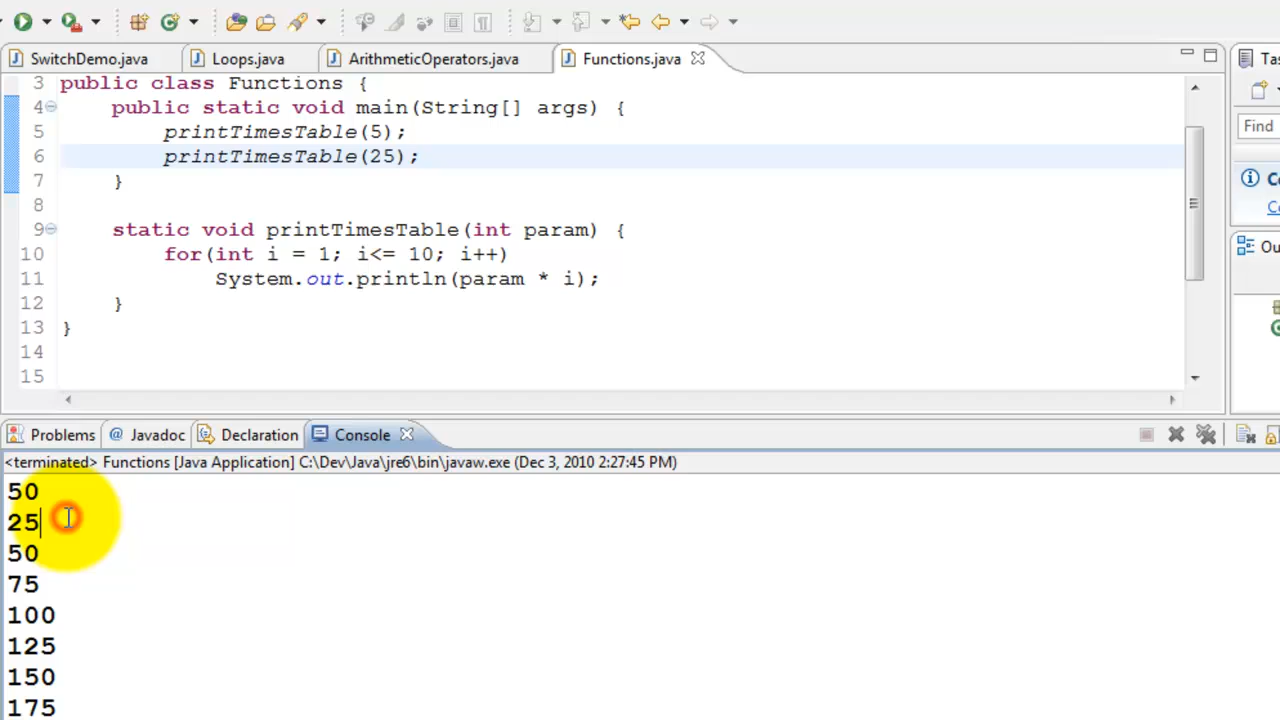 SwitchDemo.java Loops.java ArithmeticOperators.java Functions.java Tas
3 public class Functions {
4 public static void main(String[] args) {
5 printTimesTable(5);
6 printTimesTable(25);
7 }
8
9 static void printTimesTable(int param) {
10 for(int i = 1; i<= 10; i++)
11 System.out.println(param * i);
12 }
13 }
14
15
Find
Co
Co
Ou
Problems @ Javadoc Declaration Console
<terminated> Functions [Java Application] C:\Dev\Java\jre6\bin\javaw.exe (Dec 3, 2010 2:27:45 PM)
50
25
50
75
100
125
150
175